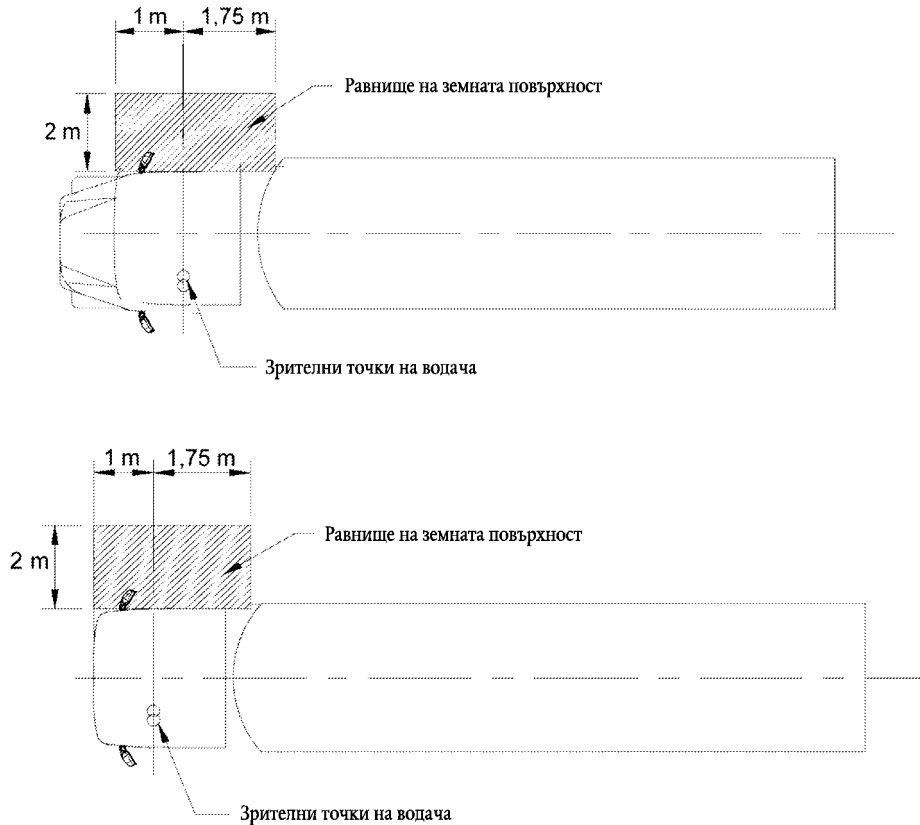 1 m 1,75 m
Равнище на земната повърхност
2 m
Зрителни точки на водача
1 m 1,75 m
Равнище на земната повърхност
2 m
Зрителни точки на водача